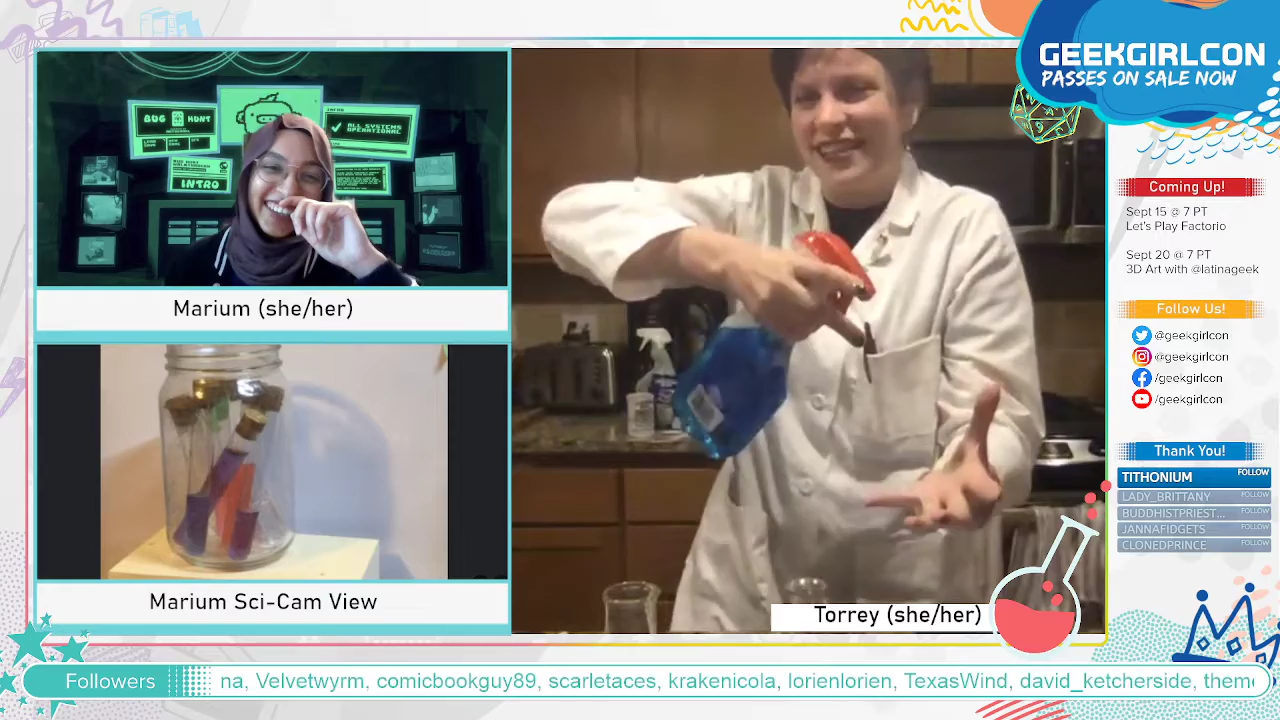 GEEKGIRLCON
PASSES ON SALE NOW
BUG HUNT
ALL SYSTEMS
OPERATIONAL
INTRO
Marium (she/her)
Marium Sci-Cam View
Torrey (she/her)
Coming Up!
Sept 15 @ 7 PT
Let's Play Factorio
Sept 20 @ 7 PT
3D Art with @latinageek
Follow Us!
@geekgirlcon
@geekgirlcon
/geekgirlcon
/geekgirlcon
Thank You!
TITHONIUM FOLLOW
LADY_BRITTANY FOLLOW
BUDDHISTPRIEST... FOLLOW
JANNAFIDGETS FOLLOW
CLONEDPRINCE FOLLOW
Followers na, Velvetwyrm, comicbookguy89, scarletaces, krakenicola, lorienlorien, TexasWind, david_ketcherside, them